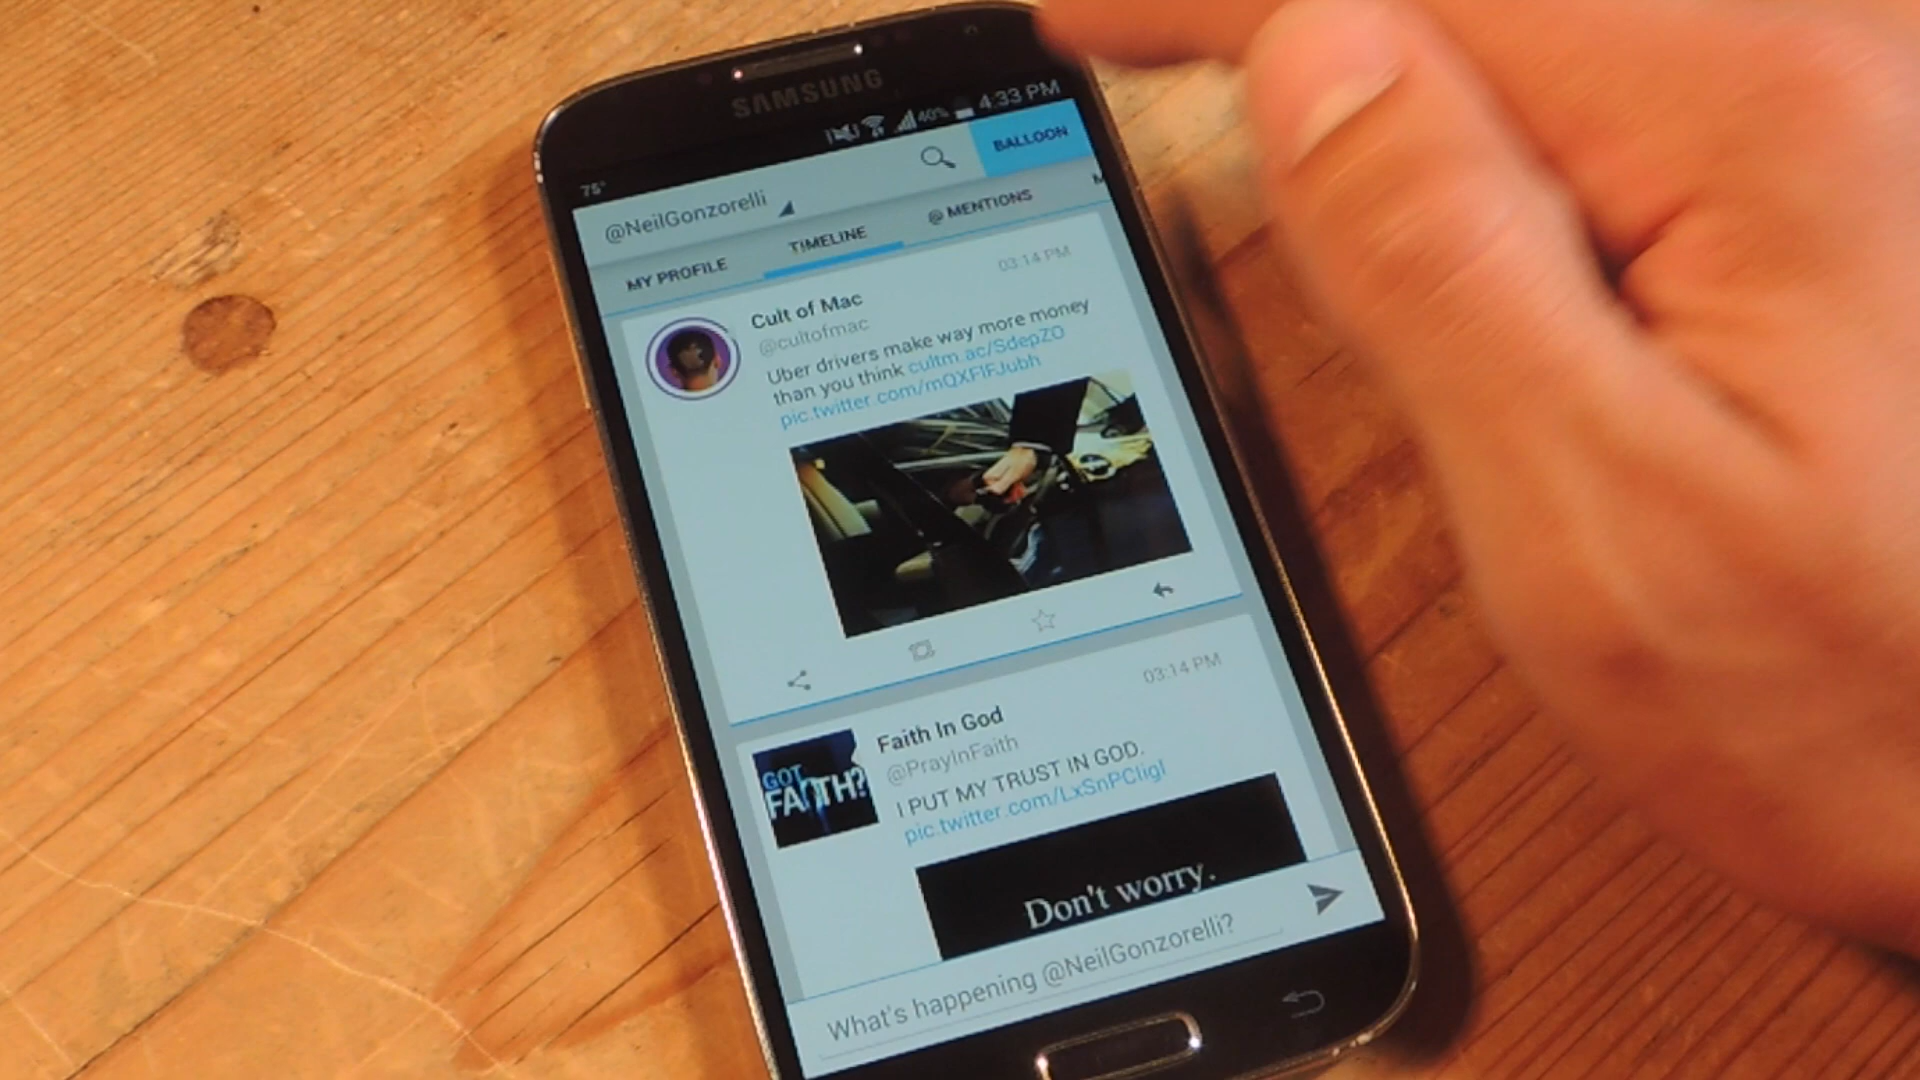 SAMSUNG
75° 40% 4:33 PM
@NeilGonzorelli BALLOON
MY PROFILE TIMELINE @ MENTIONS M
Cult of Mac 03:14 PM
@cultofmac
Uber drivers make way more money
than you think cultm.ac/SdepZO
pic.twitter.com/mQXFlFJubh
Faith In God 03:14 PM
@PrayInFaith
I PUT MY TRUST IN GOD.
pic.twitter.com/LxSnPCIigI
GOT
FAITH?
Don't worry.
What's happening @NeilGonzorelli?